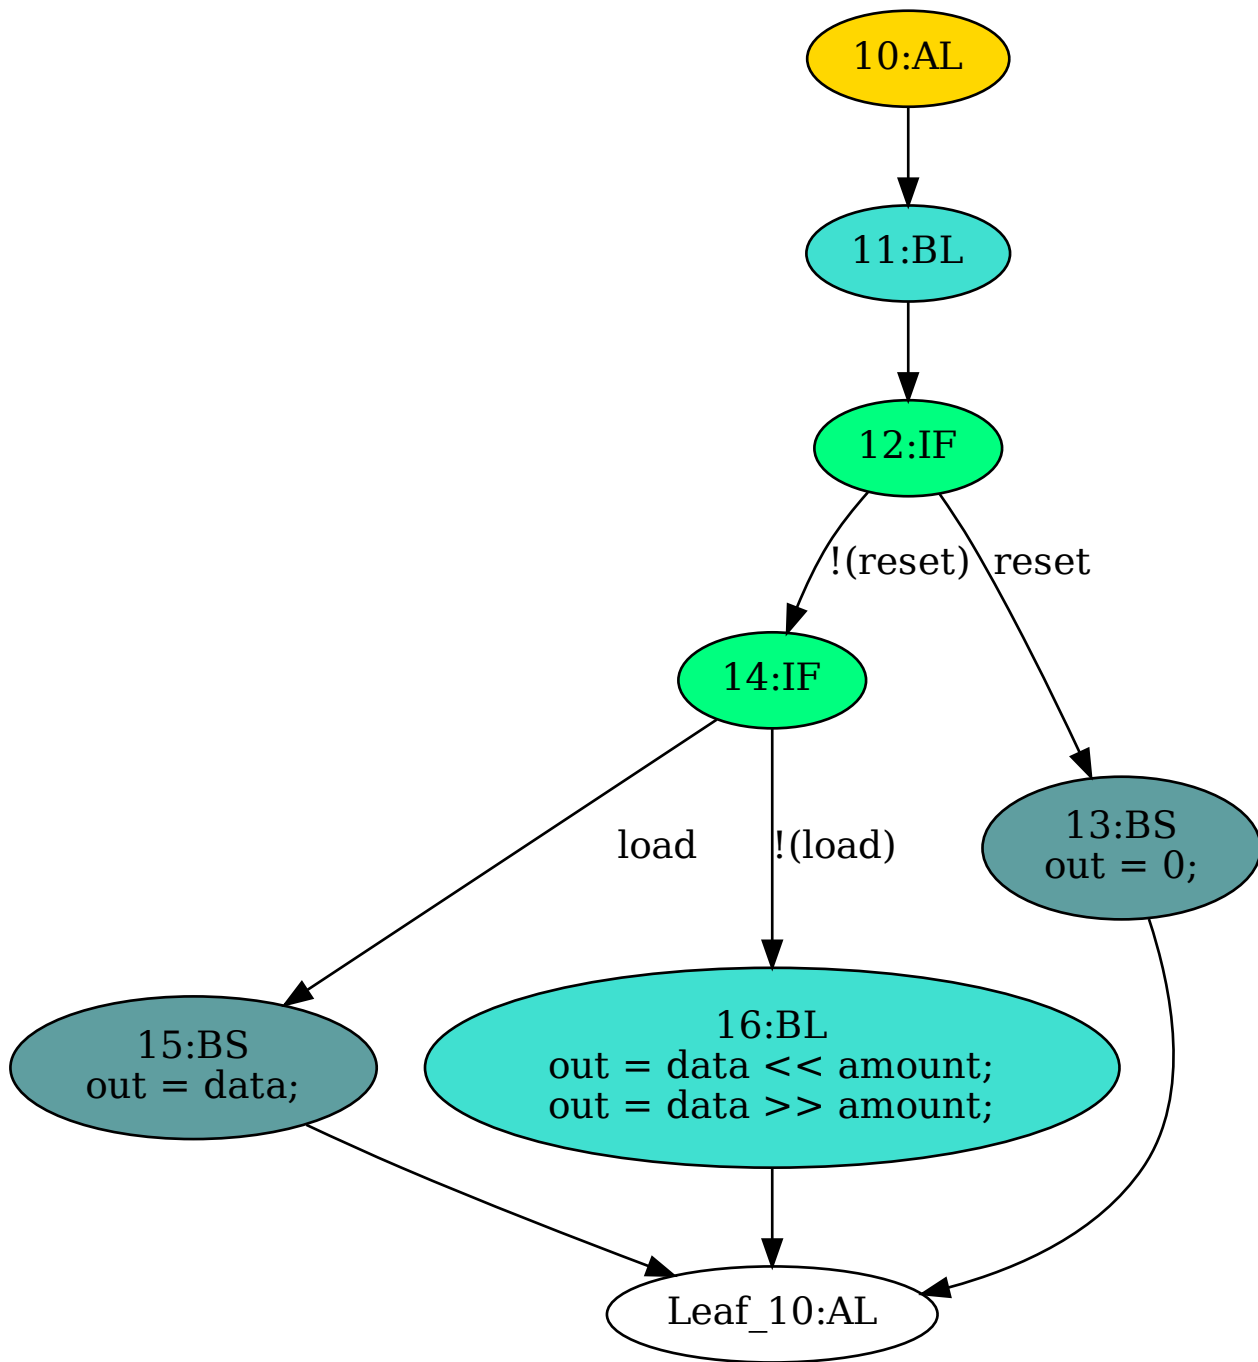 10:AL
11:BL
12:IF
!(reset)
reset
14:IF
13:BS
out = 0;
load
!(load)
15:BS
out = data;
16:BL
out = data << amount;
out = data >> amount;
Leaf_10:AL